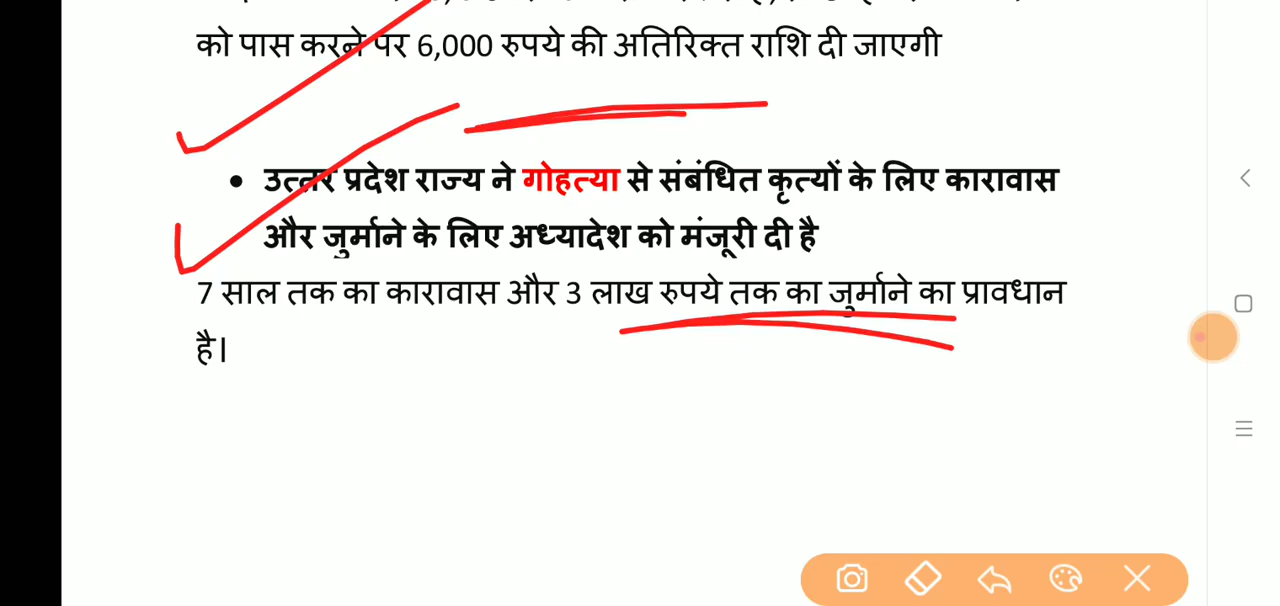 को पास करने पर 6,000 रुपये की अतिरिक्त राशि दी जाएगी
• उत्तर प्रदेश राज्य ने गोहत्या से संबंधित कृत्यों के लिए कारावास
और जुर्माने के लिए अध्यादेश को मंजूरी दी है
7 साल तक का कारावास और 3 लाख रुपये तक का जुर्माने का प्रावधान
है।